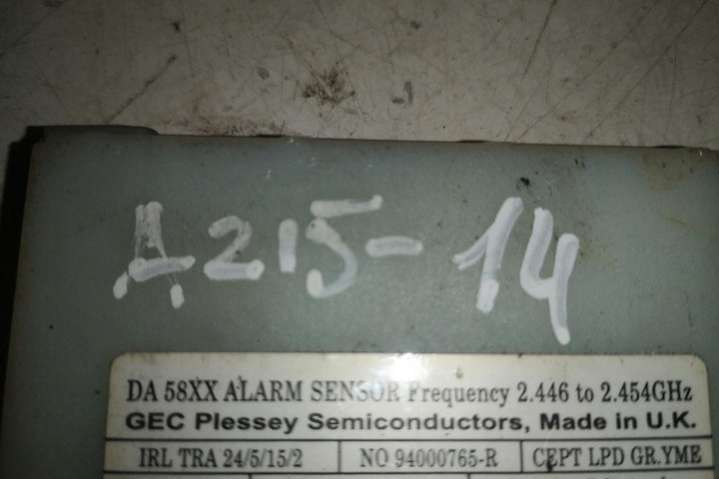 Д215-14
DA 58XX ALARM SENSOR Frequency 2.446 to 2.454GHz
GEC Plessey Semiconductors, Made in U.K.
IRL TRA 24/5/15/2 NO 94000765-R CEPT LPD GR.YME